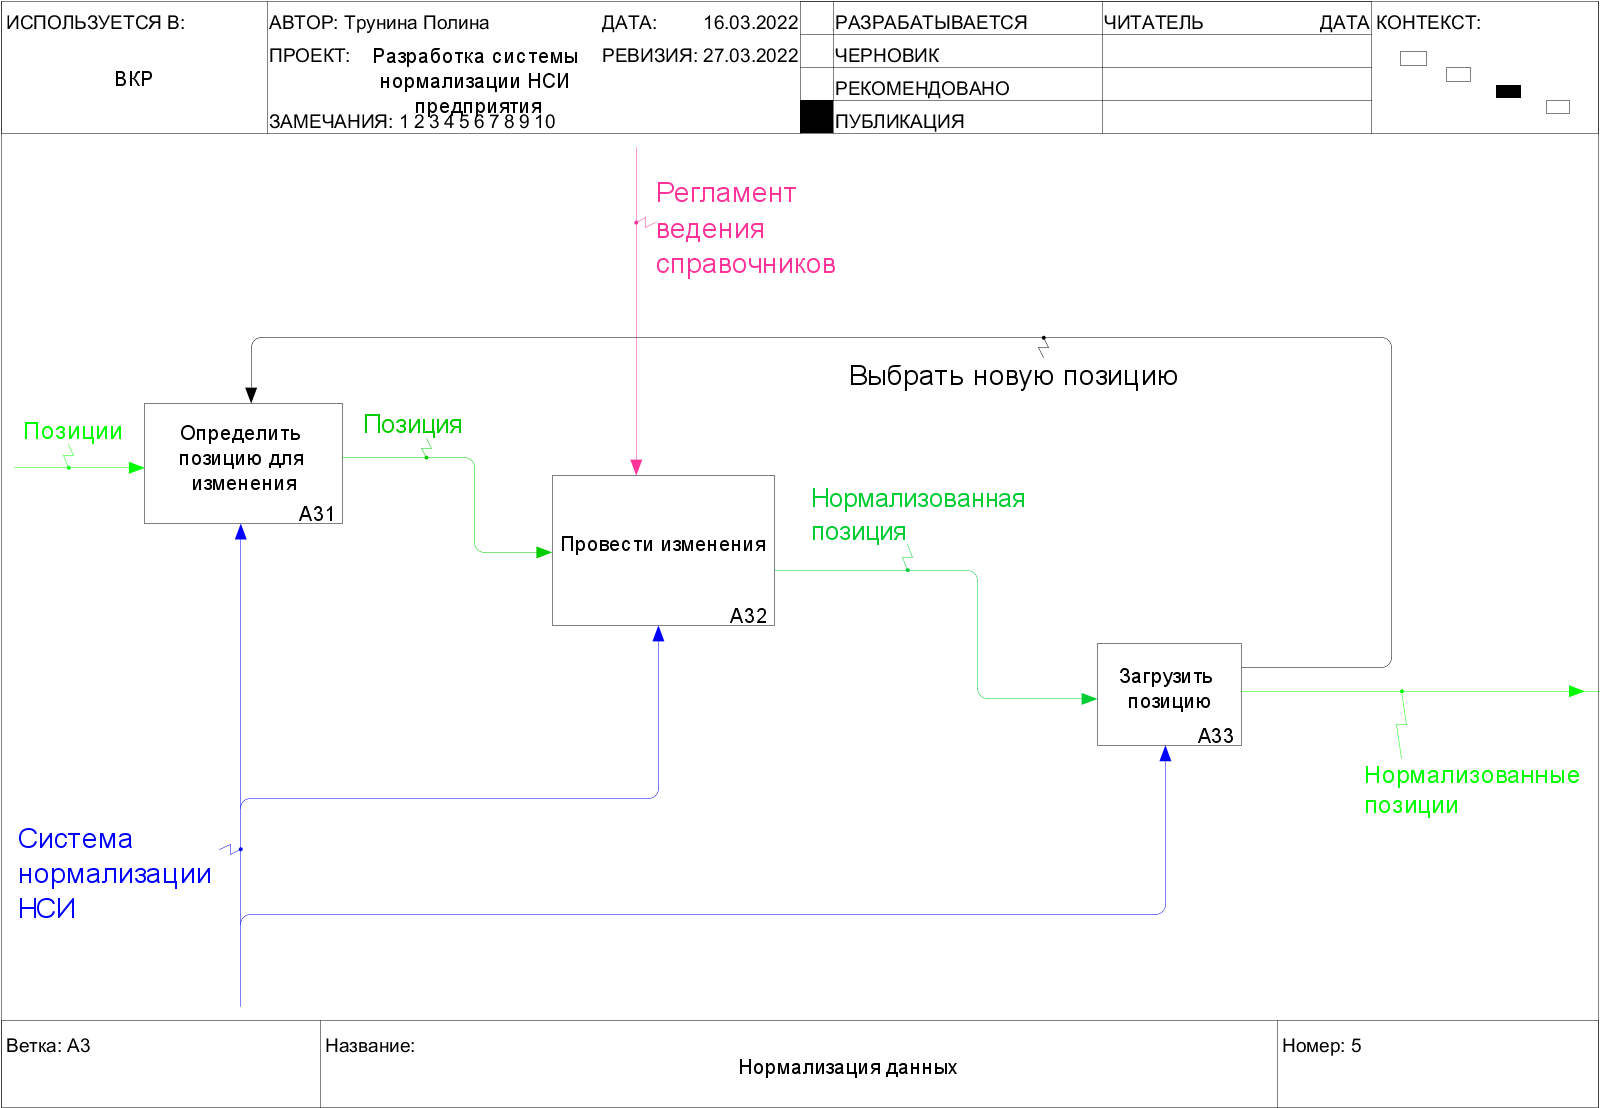 ИСПОЛЬЗУЕТСЯ В:
ВКР
АВТОР: Трунина Полина
ДАТА: 16.03.2022
ПРОЕКТ: Разработка системы
нормализации НСИ
предприятия
РЕВИЗИЯ: 27.03.2022
ЗАМЕЧАНИЯ: 1 2 3 4 5 6 7 8 9 10
РАЗРАБАТЫВАЕТСЯ
ЧЕРНОВИК
РЕКОМЕНДОВАНО
ПУБЛИКАЦИЯ
ЧИТАТЕЛЬ
ДАТА
КОНТЕКСТ:
Регламент
ведения
справочников
Выбрать новую позицию
Позиции
Определить
позицию для
изменения
A31
Позиция
Провести изменения
A32
Нормализованная
позиция
Загрузить
позицию
A33
Нормализованные
позиции
Система
нормализации
НСИ
Ветка: A3
Название:
Нормализация данных
Номер: 5